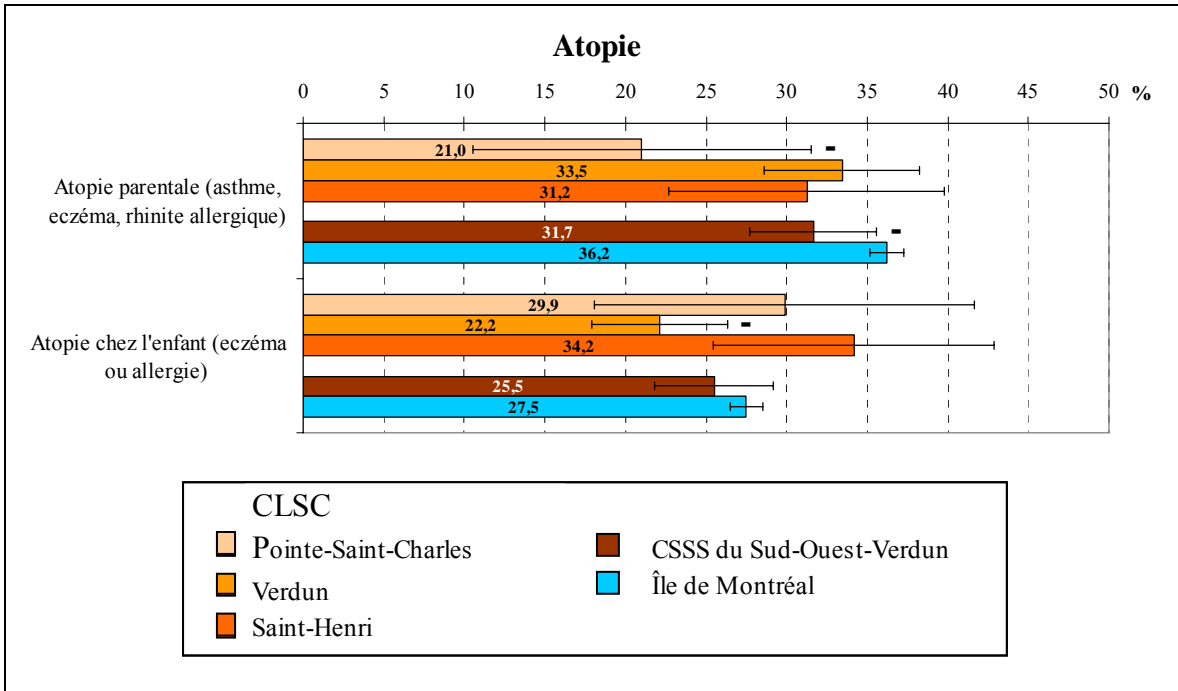 Atopie
0 5 10 15 20 25 30 35 40 45 50 %
Atopie parentale (asthme,
eczéma, rhinite allergique)
21,0
33,5
31,2
31,7
36,2
Atopie chez l'enfant (eczéma
ou allergie)
29,9
22,2
34,2
25,5
27,5
CLSC
Pointe-Saint-Charles
Verdun
Saint-Henri
CSSS du Sud-Ouest-Verdun
Île de Montréal